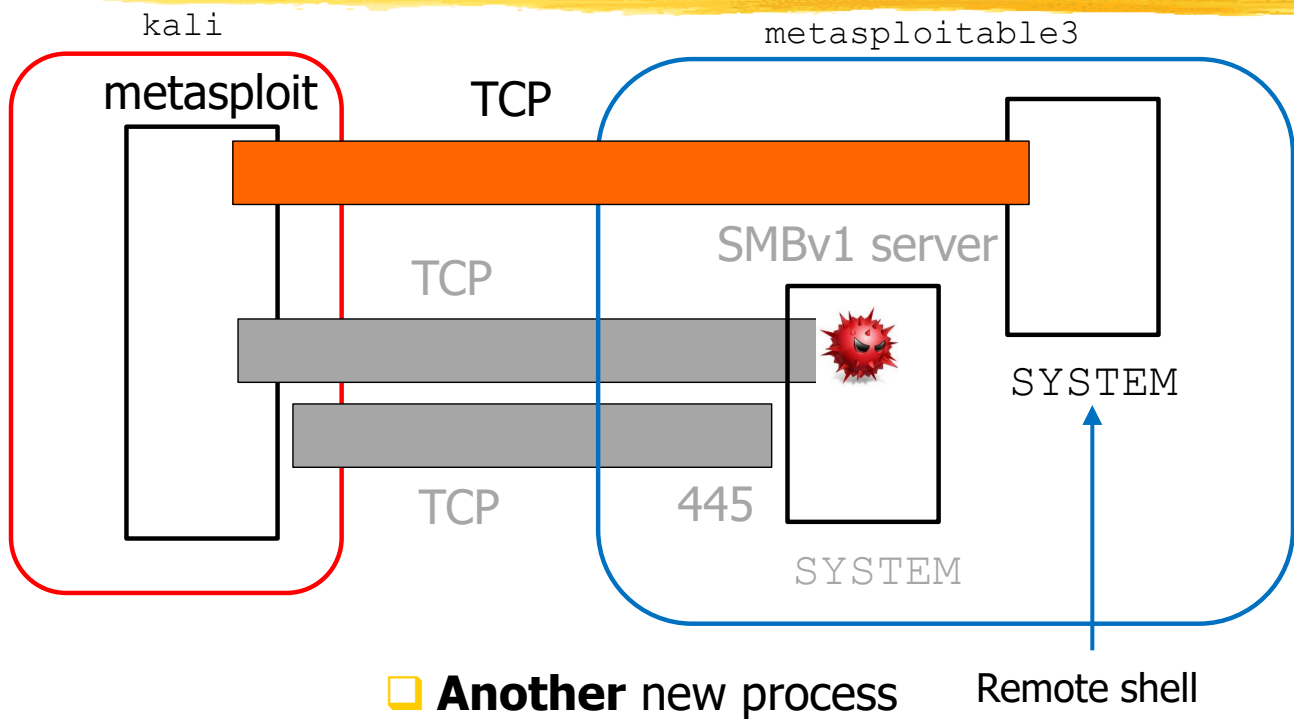 kali
metasploitable3
metasploit
TCP
SMBv1 server
TCP
SYSTEM
TCP
445
SYSTEM
Another new process
Remote shell